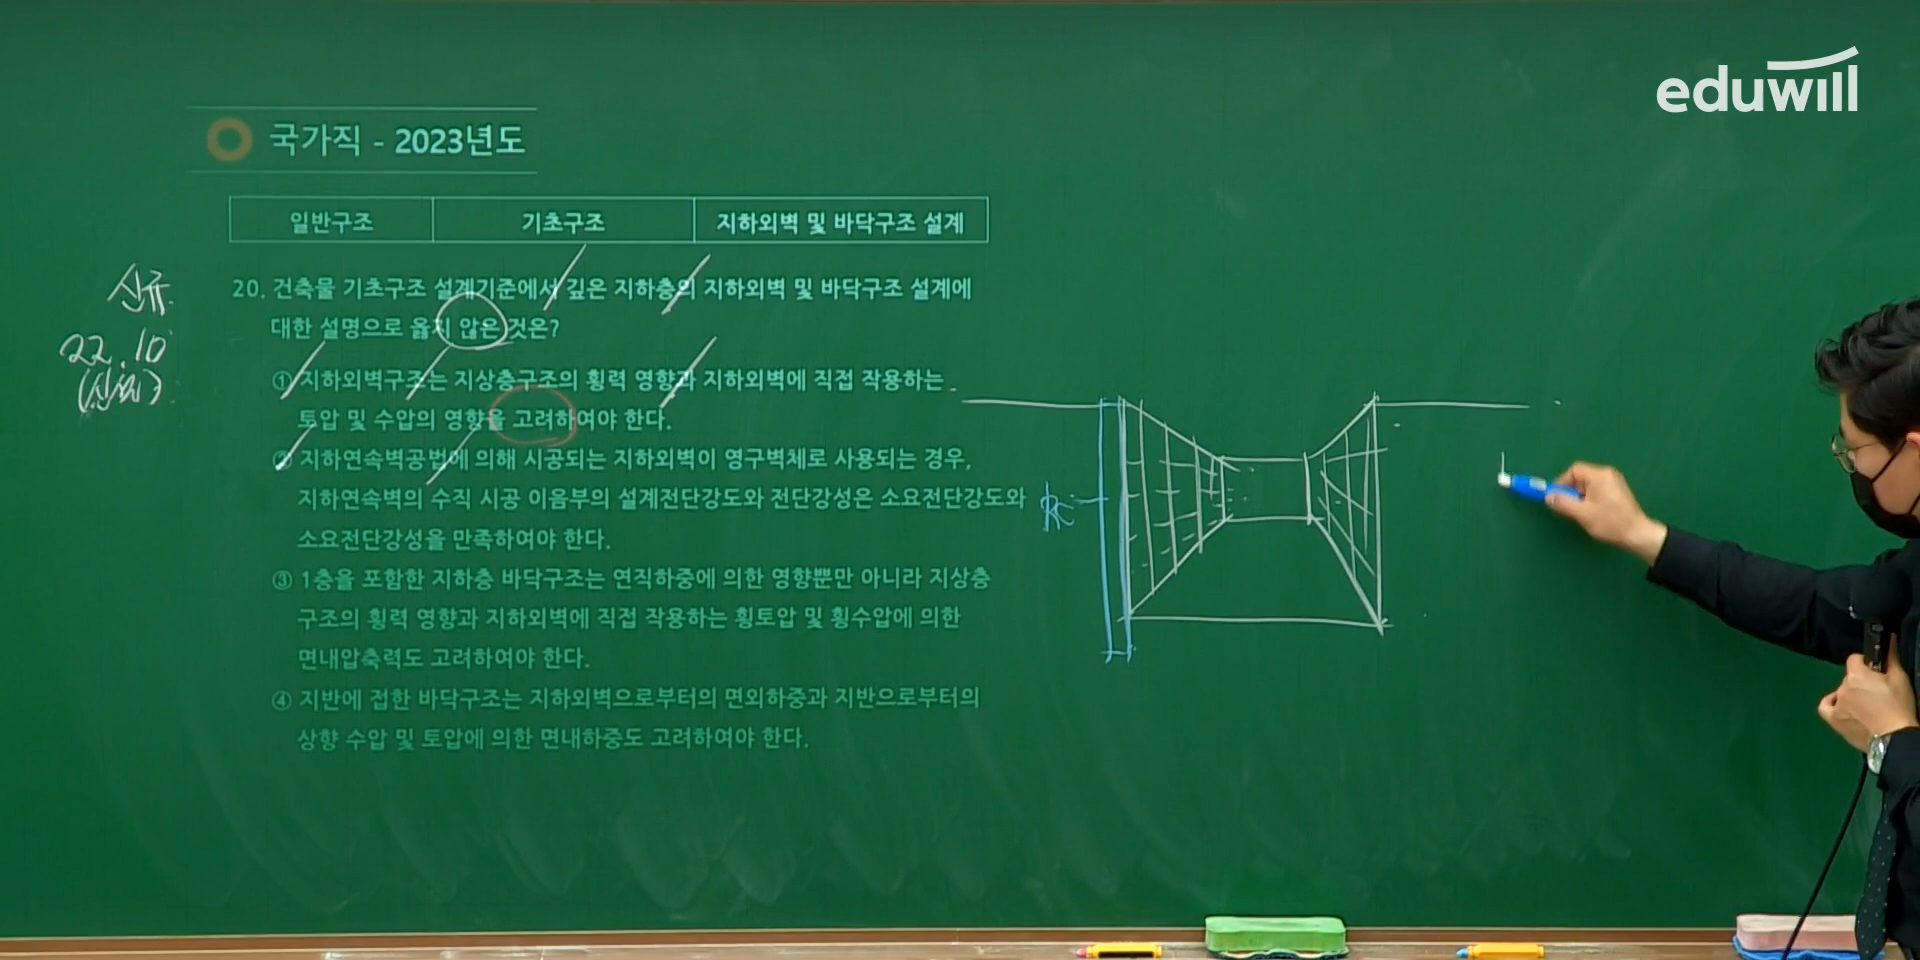 eduwill
국가직 - 2023년도
일반구조 기초구조 지하외벽 및 바닥구조 설계
신규
22.10
20. 건축물 기초구조 설계기준에서 깊은 지하층의 지하외벽 및 바닥구조 설계에
대한 설명으로 옳지 않은 것은?
① 지하외벽구조는 지상층구조의 횡력 영향과 지하외벽에 직접 작용하는
토압 및 수압의 영향을 고려하여야 한다.
② 지하연속벽공법에 의해 시공되는 지하외벽이 영구벽체로 사용되는 경우,
지하연속벽의 수직 시공 이음부의 설계전단강도와 전단강성은 소요전단강도와
소요전단강성을 만족하여야 한다.
③ 1층을 포함한 지하층 바닥구조는 연직하중에 의한 영향뿐만 아니라 지상층
구조의 횡력 영향과 지하외벽에 직접 작용하는 횡토압 및 횡수압에 의한
면내압축력도 고려하여야 한다.
④ 지반에 접한 바닥구조는 지하외벽으로부터의 면외하중과 지반으로부터의
상향 수압 및 토압에 의한 면내하중도 고려하여야 한다.
RC